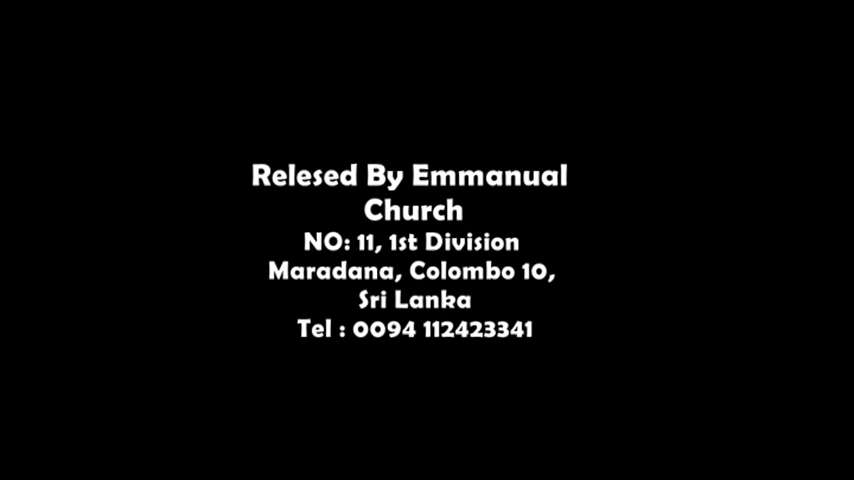 Relesed By Emmanual
Church
NO: 11, 1st Division
Maradana, Colombo 10,
Sri Lanka
Tel : 0094 112423341